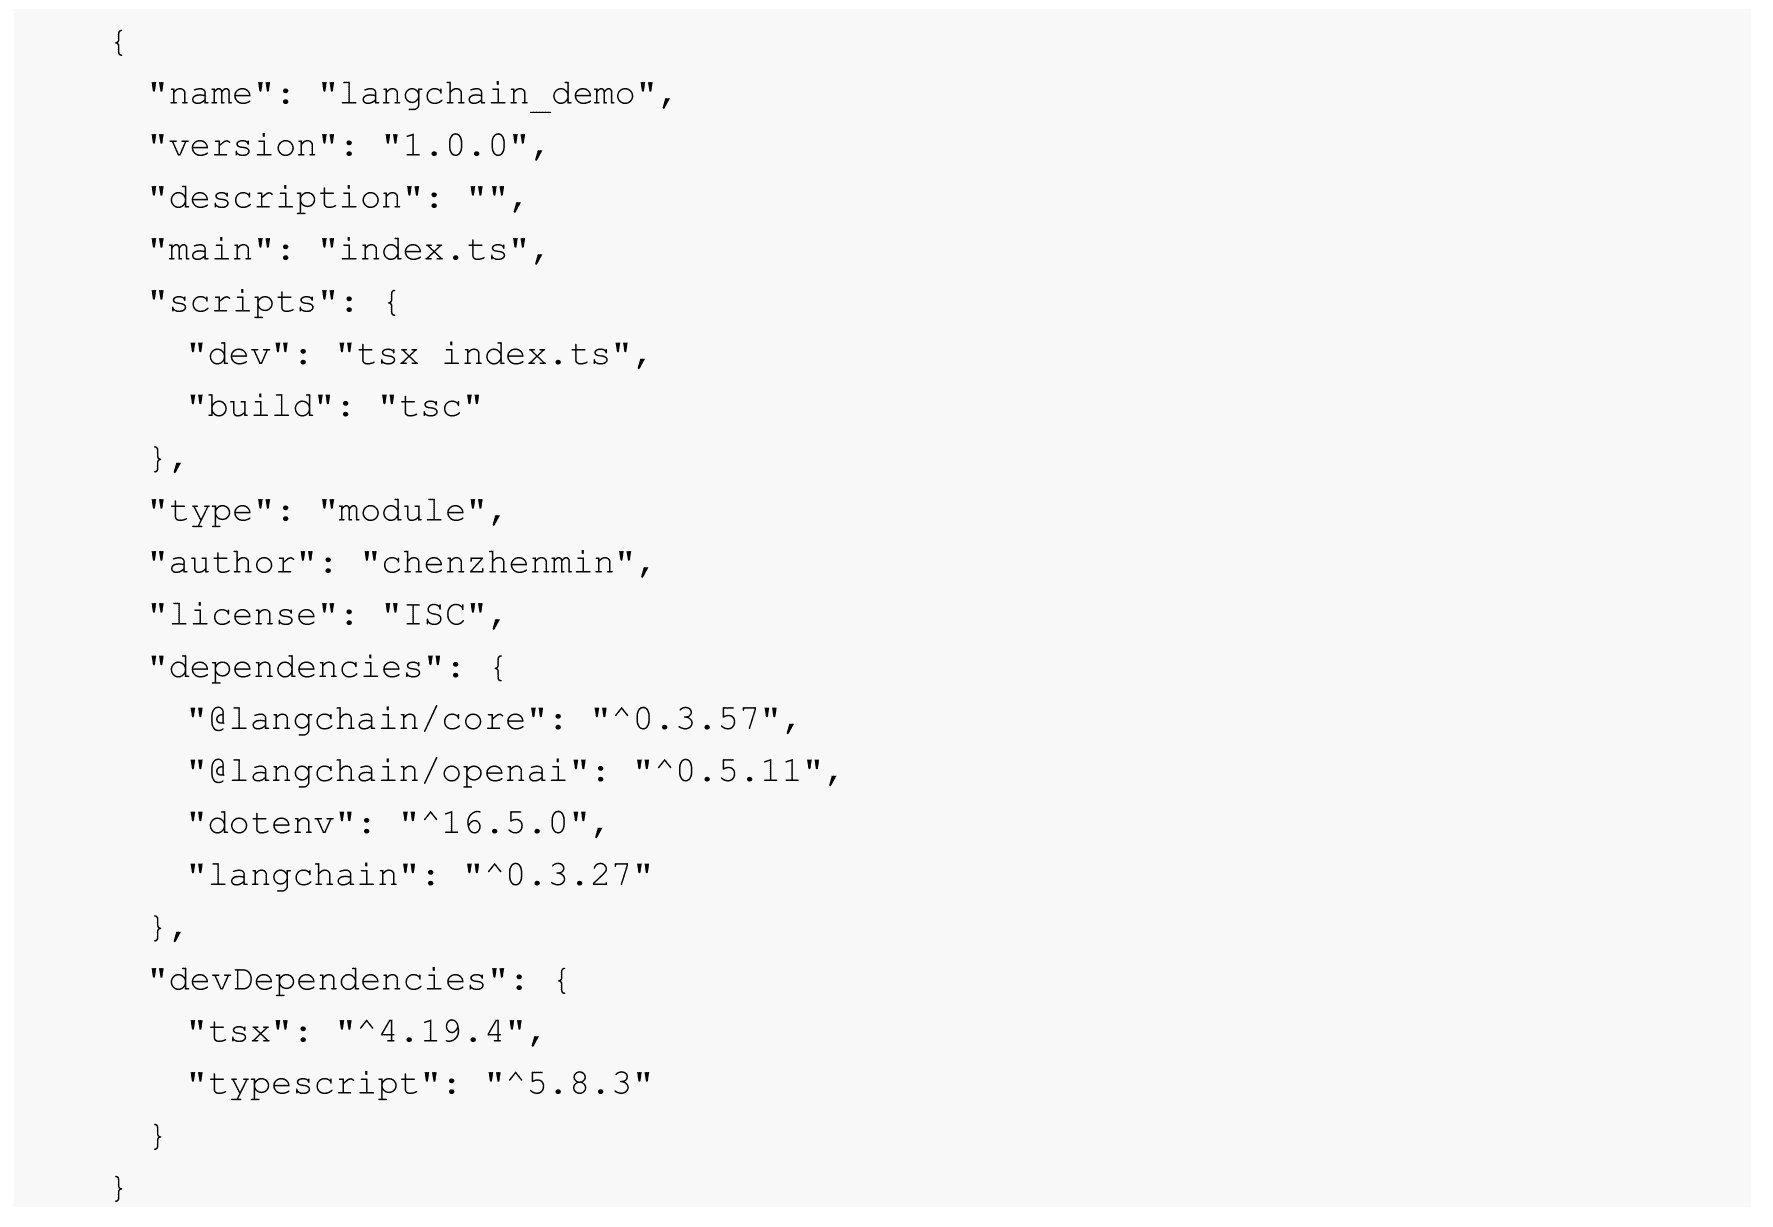 {
  "name": "langchain_demo",
  "version": "1.0.0",
  "description": "",
  "main": "index.ts",
  "scripts": {
    "dev": "tsx index.ts",
    "build": "tsc"
  },
  "type": "module",
  "author": "chenzhenmin",
  "license": "ISC",
  "dependencies": {
    "@langchain/core": "^0.3.57",
    "@langchain/openai": "^0.5.11",
    "dotenv": "^16.5.0",
    "langchain": "^0.3.27"
  },
  "devDependencies": {
    "tsx": "^4.19.4",
    "typescript": "^5.8.3"
  }
}